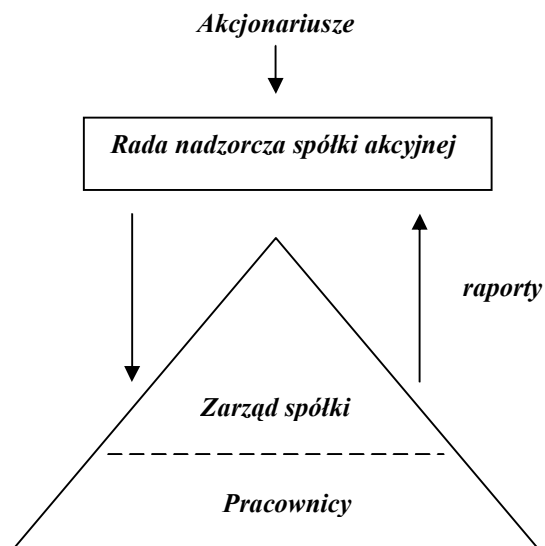 Akcjonariusze
Rada nadzorcza spółki akcyjnej
raporty
Zarząd spółki
Pracownicy